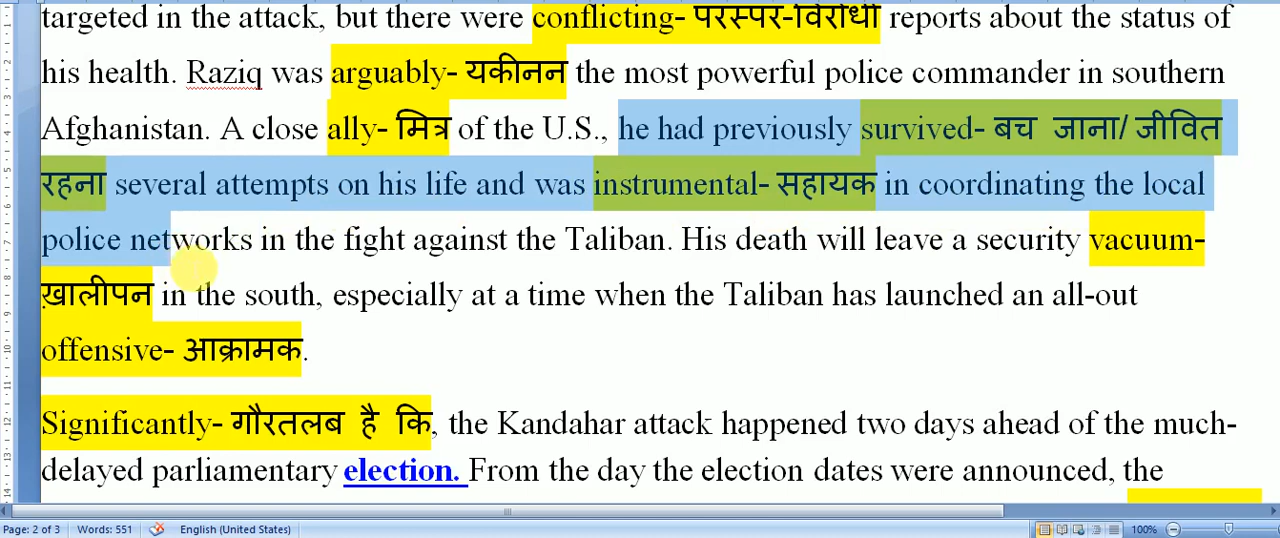 targeted in the attack, but there were conflicting- परस्पर-विरोधी reports about the status of
his health. Raziq was arguably- यकीनन the most powerful police commander in southern
Afghanistan. A close ally- मित्र of the U.S., he had previously survived- बच जाना/ जीवित
रहना several attempts on his life and was instrumental- सहायक in coordinating the local
police networks in the fight against the Taliban. His death will leave a security vacuum-
खालीपन in the south, especially at a time when the Taliban has launched an all-out
offensive- आक्रामक.
Significantly- गौरतलब है कि, the Kandahar attack happened two days ahead of the much-
delayed parliamentary election. From the day the election dates were announced, the
Page: 2 of 3 Words: 551 English (United States) 100%